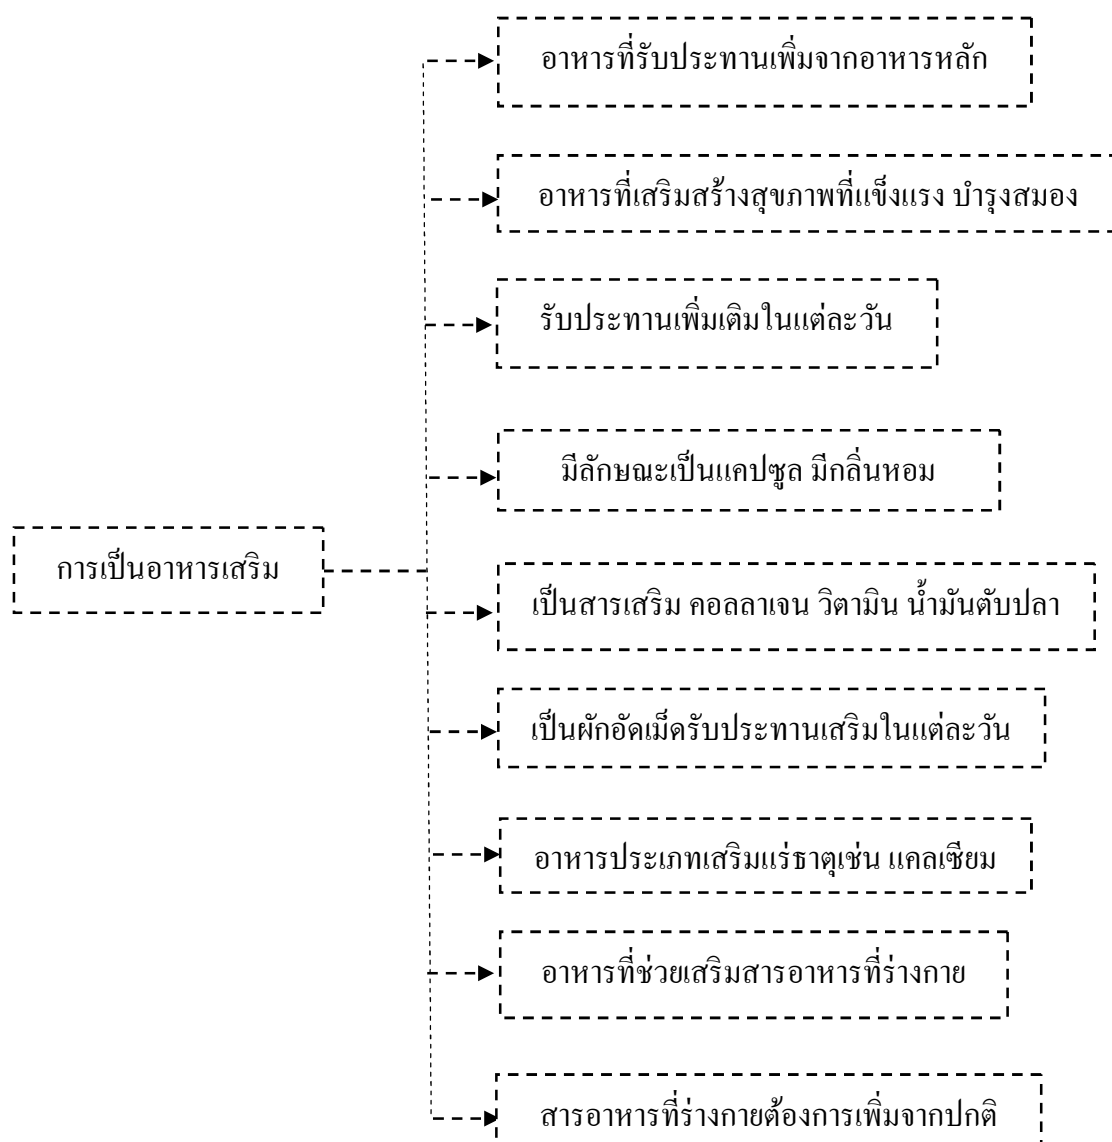 อาหารที่รับประทานเพิ่มจากอาหารหลัก
อาหารที่เสริมสร้างสุขภาพที่แข็งแรง บำรุงสมอง
รับประทานเพิ่มเติมในแต่ละวัน
มีลักษณะเป็นแคปซูล มีกลิ่นหอม
การเป็นอาหารเสริม
เป็นสารเสริม คอลลาเจน วิตามิน น้ำมันตับปลา
เป็นผักอัดเม็ดรับประทานเสริมในแต่ละวัน
อาหารประเภทเสริมแร่ธาตุเช่น แคลเซียม
อาหารที่ช่วยเสริมสารอาหารที่ร่างกาย
สารอาหารที่ร่างกายต้องการเพิ่มจากปกติ